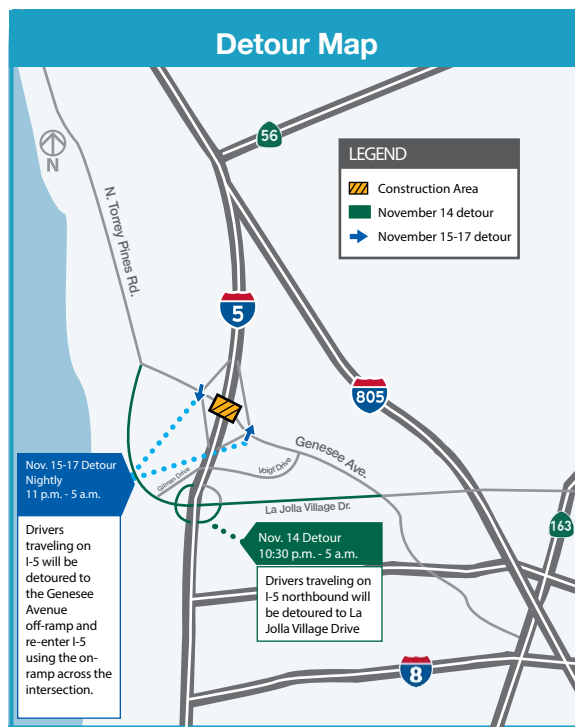 Detour Map
56
N
LEGEND
Construction Area
November 14 detour
November 15-17 detour
N. Torrey Pines Rd.
5
805
Genesee Ave.
Voigt Drive
Gilman Drive
La Jolla Village Dr.
163
8
Nov. 15-17 Detour
Nightly
11 p.m. - 5 a.m.
Drivers
traveling on
I-5 will be
detoured to
the Genesee
Avenue
off-ramp and
re-enter I-5
using the on-
ramp across the
intersection.
Nov. 14 Detour
10:30 p.m. - 5 a.m.
Drivers traveling on
I-5 northbound will
be detoured to La
Jolla Village Drive